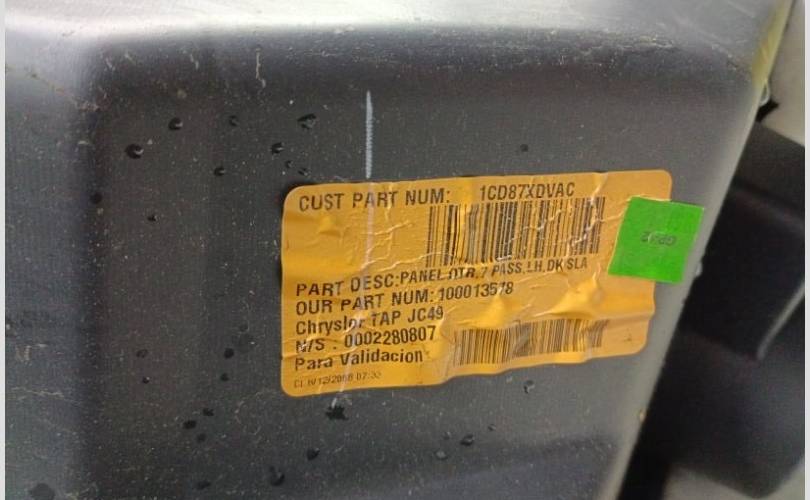 CUST PART NUM: 1CD87XDVAC
PART DESC:PANEL,QTR,7 PASS,LH,DK SLA
OUR PART NUM:100013518
Chrysler TAP JC49
N/S : 0002280807
Para Validacion